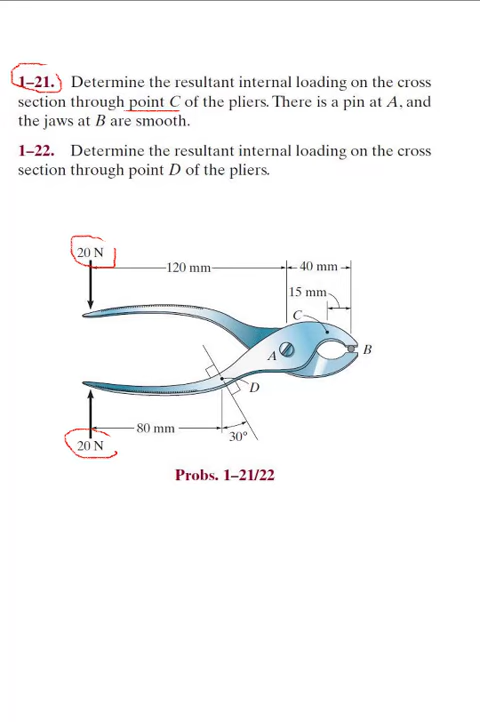 1–21. Determine the resultant internal loading on the cross
section through point C of the pliers. There is a pin at A, and
the jaws at B are smooth.
1–22. Determine the resultant internal loading on the cross
section through point D of the pliers.
20 N
120 mm
40 mm
15 mm
C
A
B
D
80 mm
30°
20 N
Probs. 1–21/22